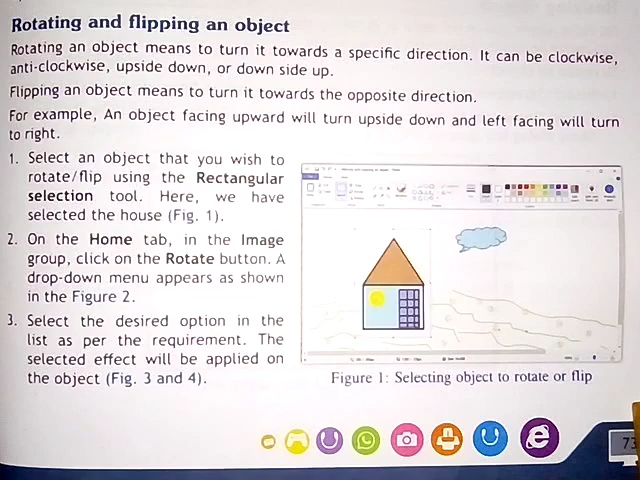 Rotating and flipping an object
Rotating an object means to turn it towards a specific direction. It can be clockwise,
anti-clockwise, upside down, or down side up.
Flipping an object means to turn it towards the opposite direction.
For example, An object facing upward will turn upside down and left facing will turn
to right.
1. Select an object that you wish to
rotate/flip using the Rectangular
selection tool. Here, we have
selected the house (Fig. 1).
2. On the Home tab, in the Image
group, click on the Rotate button. A
drop-down menu appears as shown
in the Figure 2.
3. Select the desired option in the
list as per the requirement. The
selected effect will be applied on
the object (Fig. 3 and 4).
Figure 1: Selecting object to rotate or flip
73